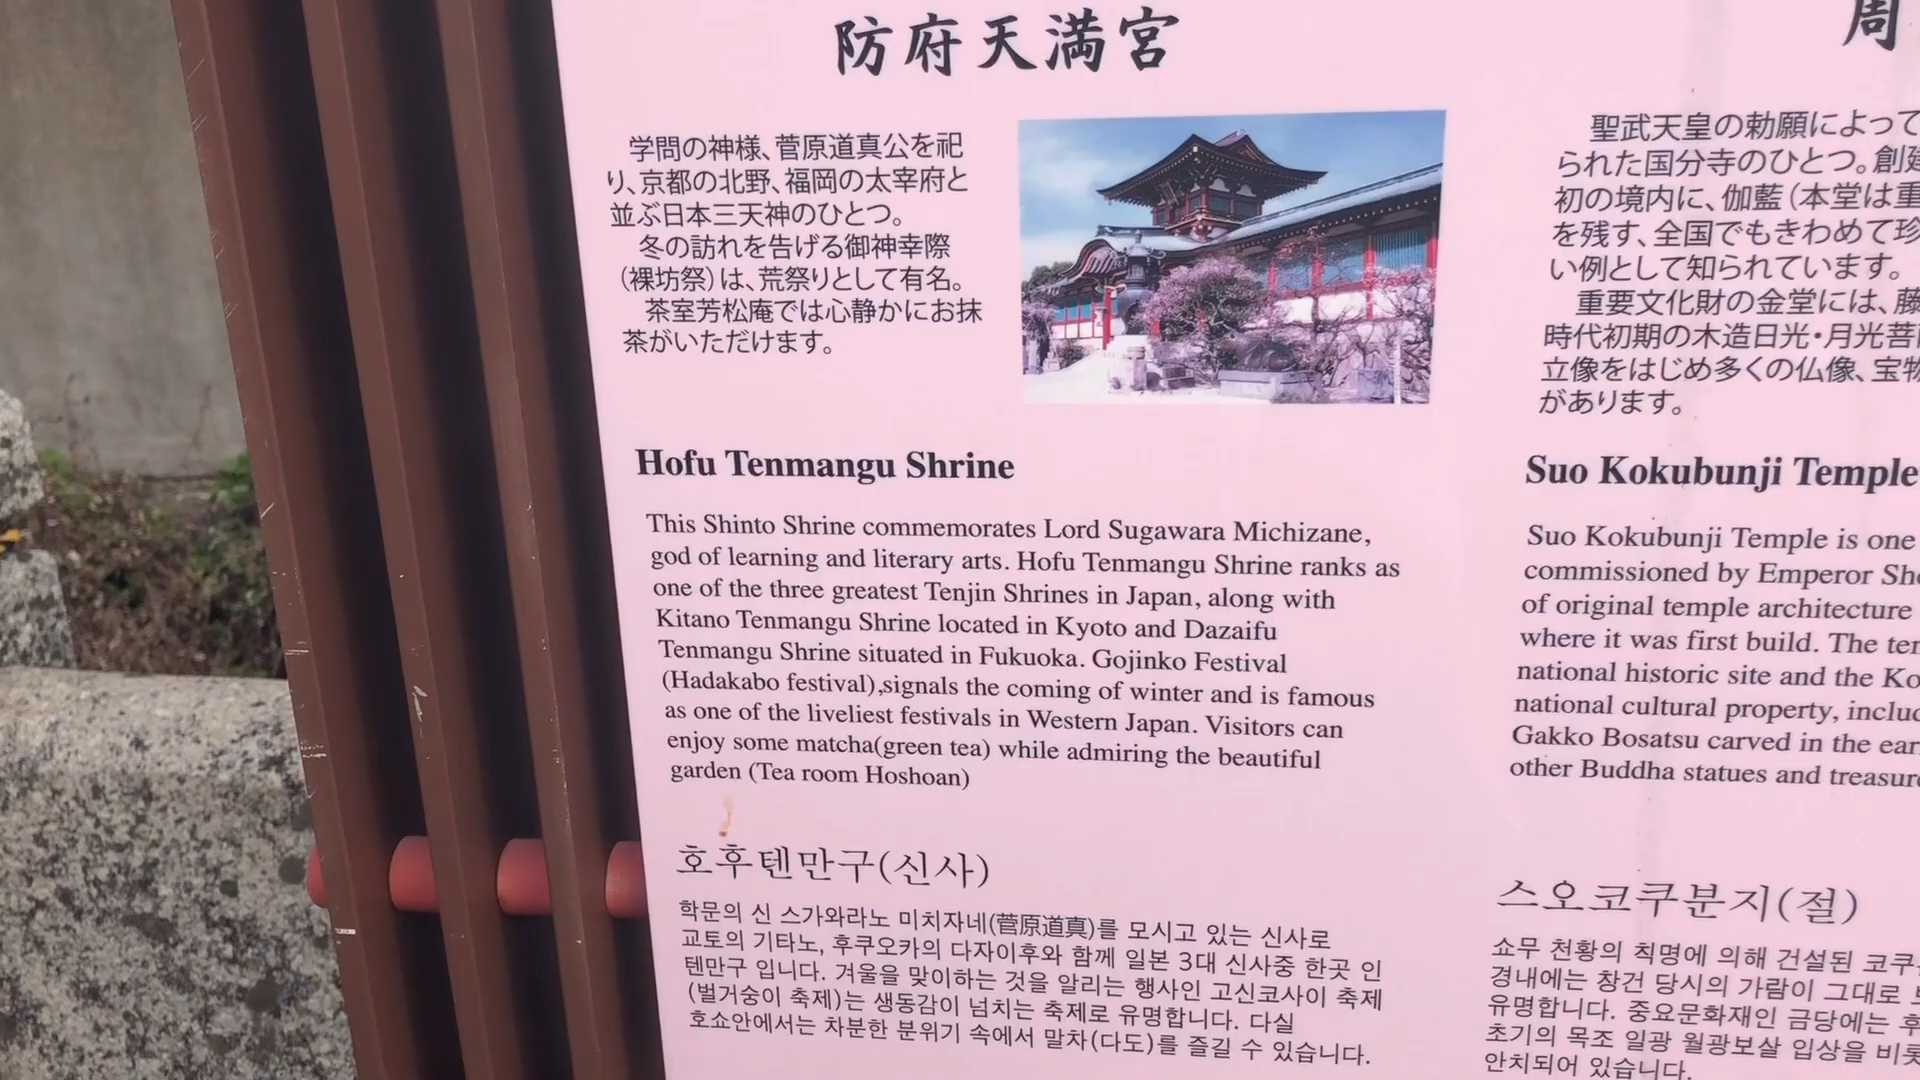 防府天満宮
学問の神様、菅原道真公を祀
り、京都の北野、福岡の太宰府と
並ぶ日本三天神のひとつ。
冬の訪れを告げる御神幸際
(裸坊祭)は、荒祭りとして有名。
茶室芳松庵では心静かにお抹
茶がいただけます。
Hofu Tenmangu Shrine
This Shinto Shrine commemorates Lord Sugawara Michizane,
god of learning and literary arts. Hofu Tenmangu Shrine ranks as
one of the three greatest Tenjin Shrines in Japan, along with
Kitano Tenmangu Shrine located in Kyoto and Dazaifu
Tenmangu Shrine situated in Fukuoka. Gojinko Festival
(Hadakabo festival),signals the coming of winter and is famous
as one of the liveliest festivals in Western Japan. Visitors can
enjoy some matcha(green tea) while admiring the beautiful
garden (Tea room Hoshoan)
호후텐만구(신사)
학문의 신 스가와라노 미치자네(菅原道真)를 모시고 있는 신사로
교토의 기타노, 후쿠오카의 다자이후와 함께 일본 3대 신사중 한곳 인
텐만구 입니다. 겨울을 맞이하는 것을 알리는 행사인 고신코사이 축제
(벌거숭이 축제)는 생동감이 넘치는 축제로 유명합니다. 다실
호쇼안에서는 차분한 분위기 속에서 말차(다도)를 즐길 수 있습니다.
周
聖武天皇の勅願によって
られた国分寺のひとつ。創建
初の境内に、伽藍(本堂は重
を残す、全国でもきわめて珍
い例として知られています。
重要文化財の金堂には、藤
時代初期の木造日光・月光菩
立像をはじめ多くの仏像、宝物
があります。
Suo Kokubunji Temple
Suo Kokubunji Temple is one
commissioned by Emperor
of original temple architecture
where it was first build. The
national historic site and the
national cultural property,
Gakko Bosatsu carved in the
other Buddha statues and
스오코쿠분지(절)
쇼무 천황의 칙명에 의해 건설된
경내에는 창건 당시의 가람이 그대로
유명합니다. 중요문화재인 금당에는
초기의 목조 일광 월광보살 입상을
안치되어 있습니다.